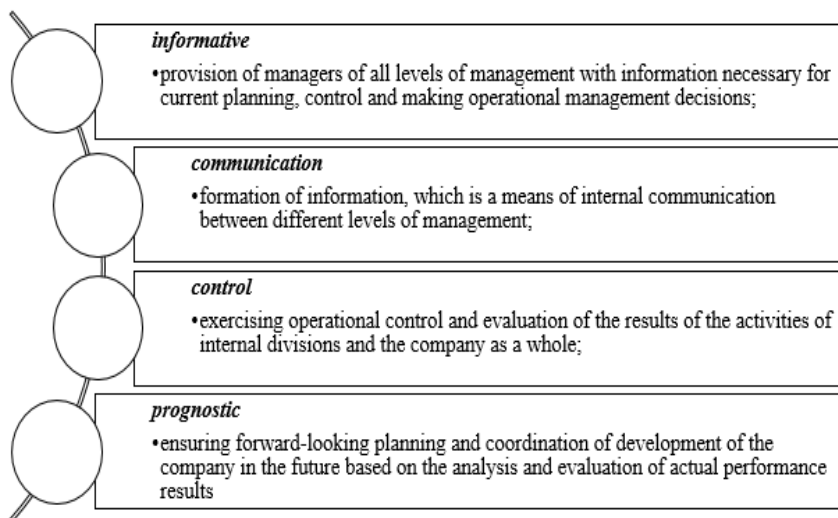 informative
•provision of managers of all levels of management with information necessary for
current planning, control and making operational management decisions;
communication
•formation of information, which is a means of internal communication
between different levels of management;
control
•exercising operational control and evaluation of the results of the activities of
internal divisions and the company as a whole;
prognostic
•ensuring forward-looking planning and coordination of development of the
company in the future based on the analysis and evaluation of actual performance
results